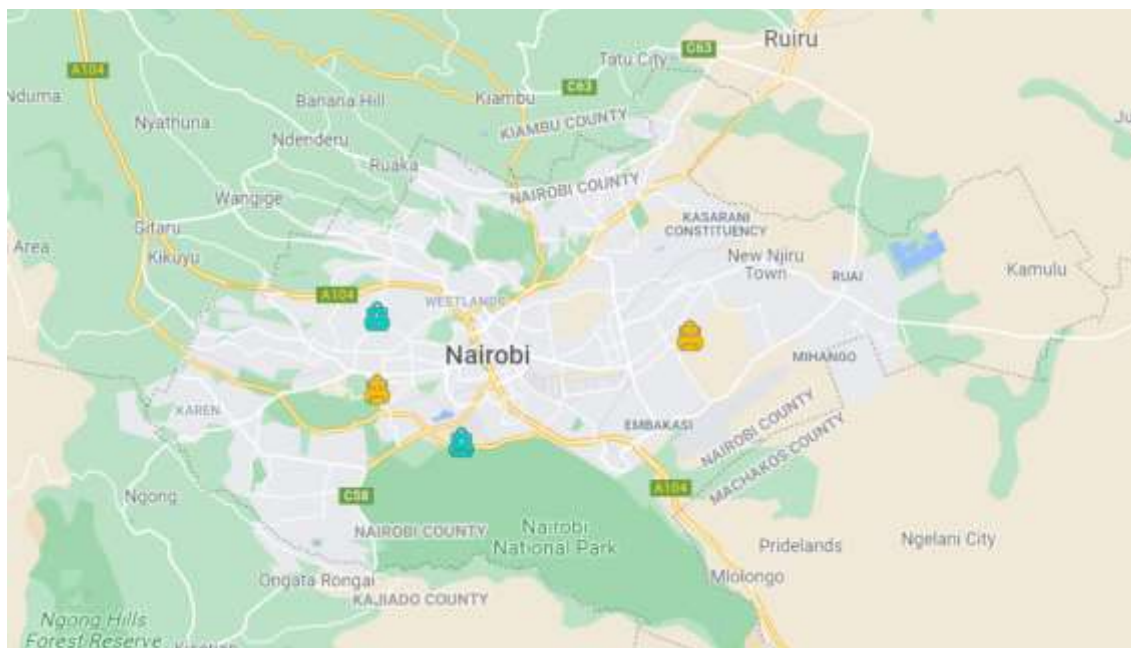 Ruiru
C63
Tatu City
A104
C63
Nduma
Banana Hill
Kiambu
Nyathuna
KIAMBU COUNTY
Ndenderu
Ruaka
NAIROBI COUNTY
Wangige
KASARANI
CONSTITUENCY
Gitaru
Area
Kikuyu
New Njiru
Town
RUAI
Kamulu
A104
WESTLANDS
Nairobi
MIHANGO
KAREN
EMBAKASI
NAIROBI COUNTY
MACHAKOS COUNTY
Ngong
C58
A104
NAIROBI COUNTY
Nairobi
National Park
Pridelands
Ngelani City
Mlolongo
Ongata Rongai
KAJIADO COUNTY
Ngong Hills
Forest Reserve